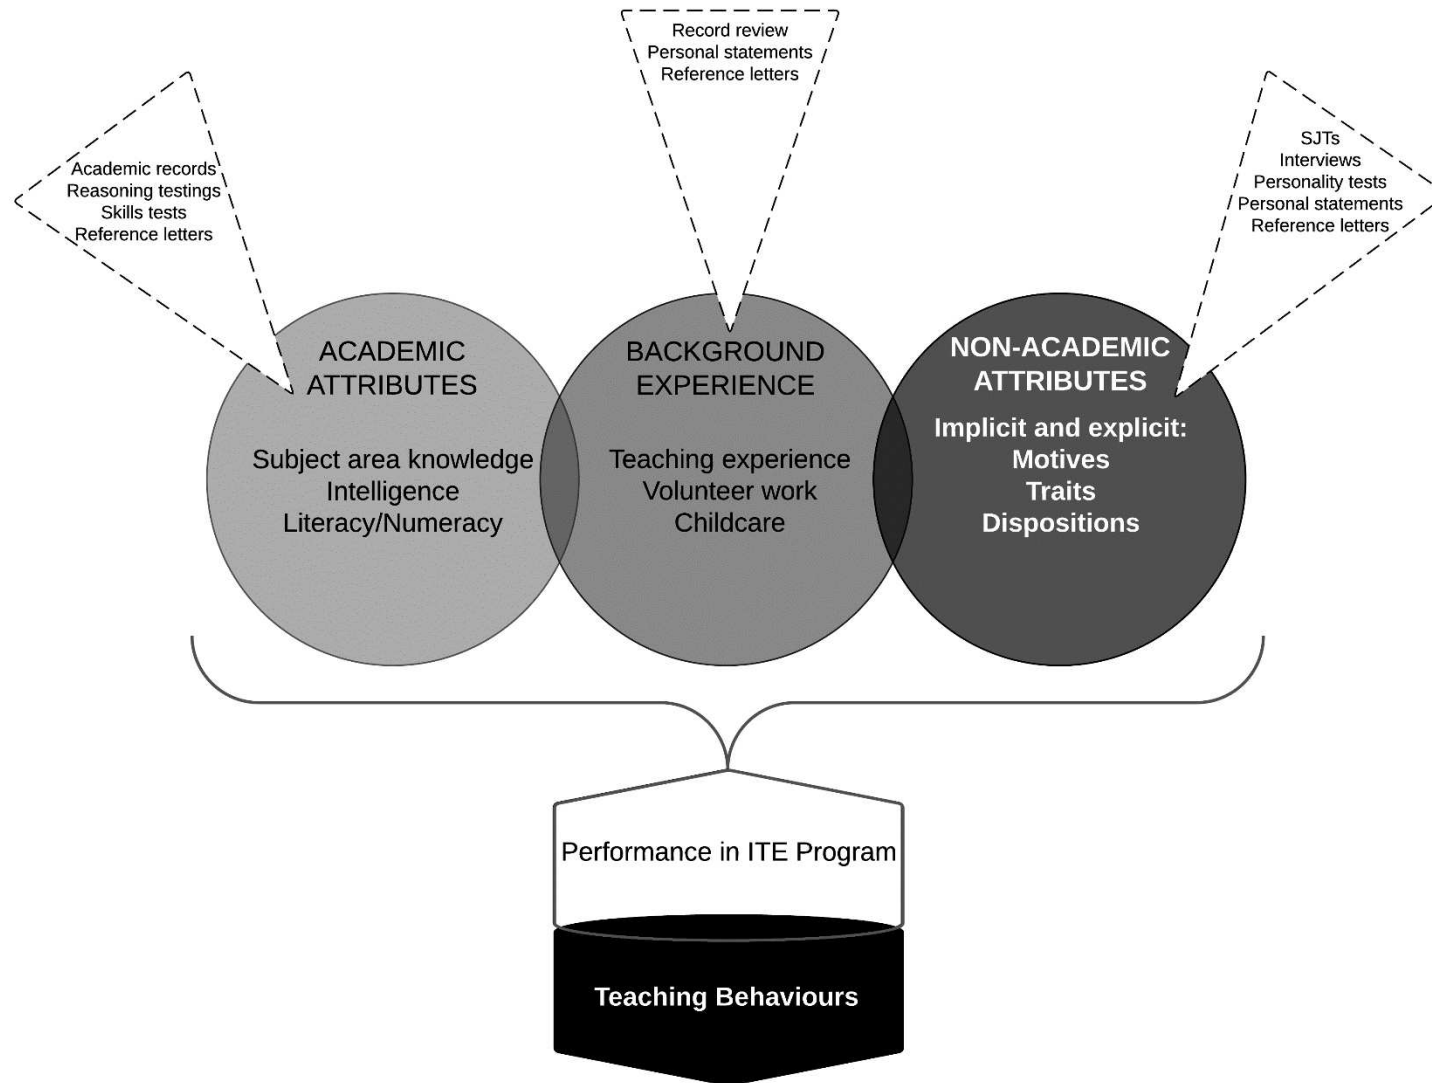 Record review
Personal statements
Reference letters
Academic records
Reasoning testings
Skills tests
Reference letters
SJTs
Interviews
Personality tests
Personal statements
Reference letters
ACADEMIC
ATTRIBUTES
Subject area knowledge
Intelligence
Literacy/Numeracy
BACKGROUND
EXPERIENCE
Teaching experience
Volunteer work
Childcare
NON-ACADEMIC
ATTRIBUTES
Implicit and explicit:
Motives
Traits
Dispositions
Performance in ITE Program
Teaching Behaviours